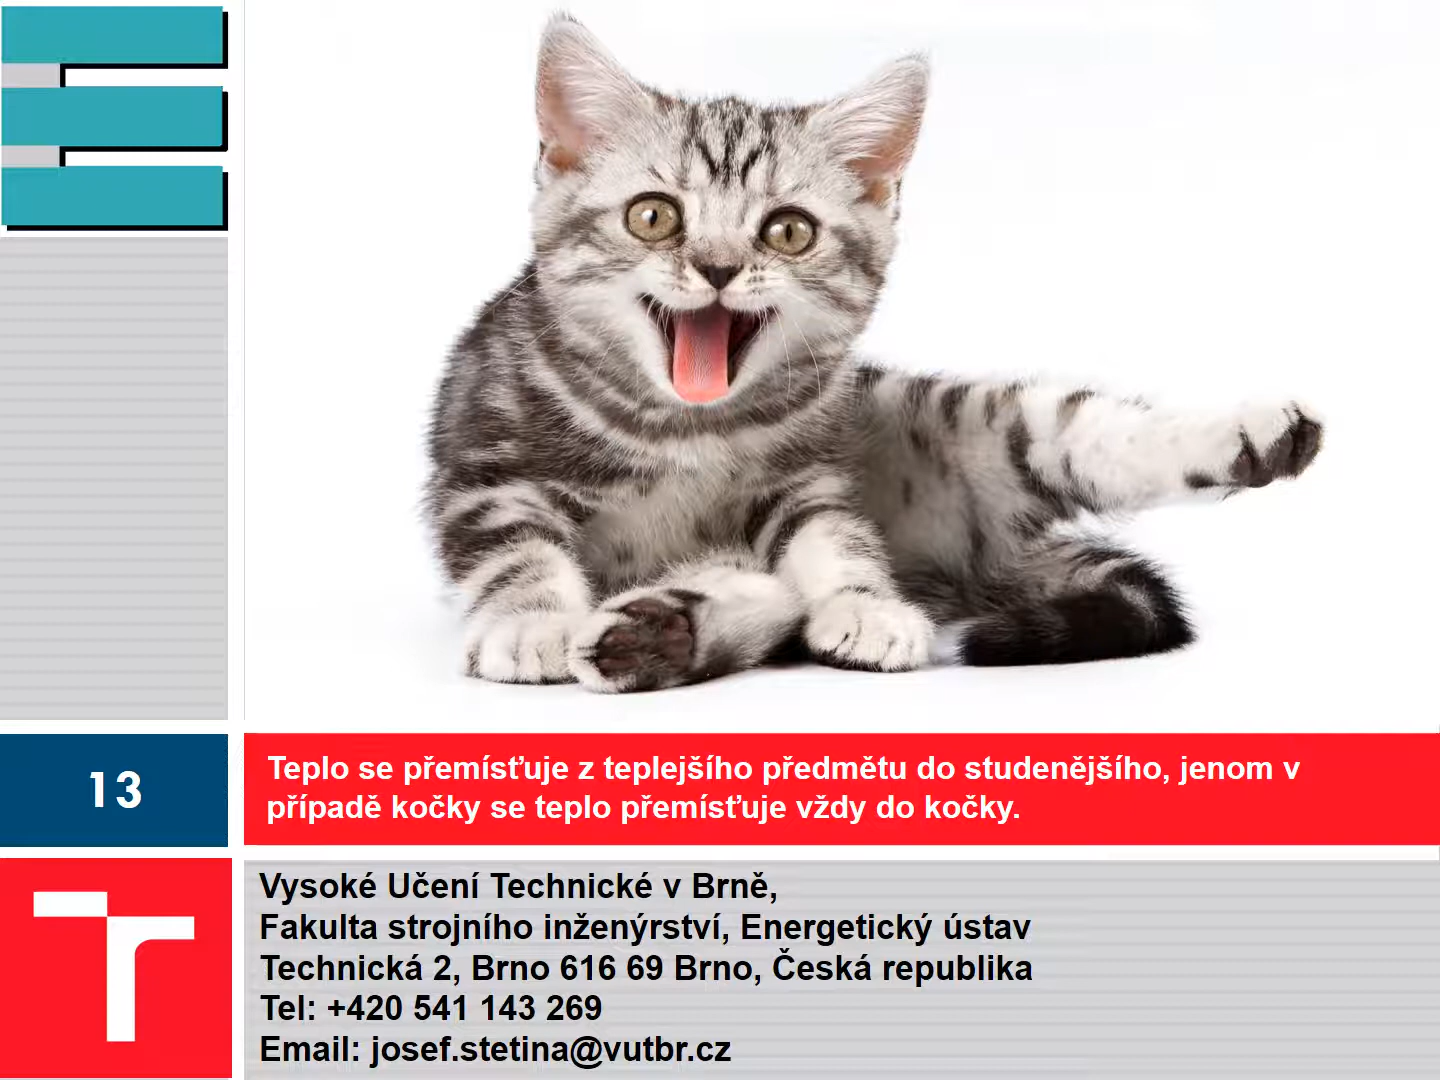 13
Teplo se přemísťuje z teplejšího předmětu do studenějšího, jenom v
případě kočky se teplo přemísťuje vždy do kočky.
Vysoké Učení Technické v Brně,
Fakulta strojního inženýrství, Energetický ústav
Technická 2, Brno 616 69 Brno, Česká republika
Tel: +420 541 143 269
Email: josef.stetina@vutbr.cz